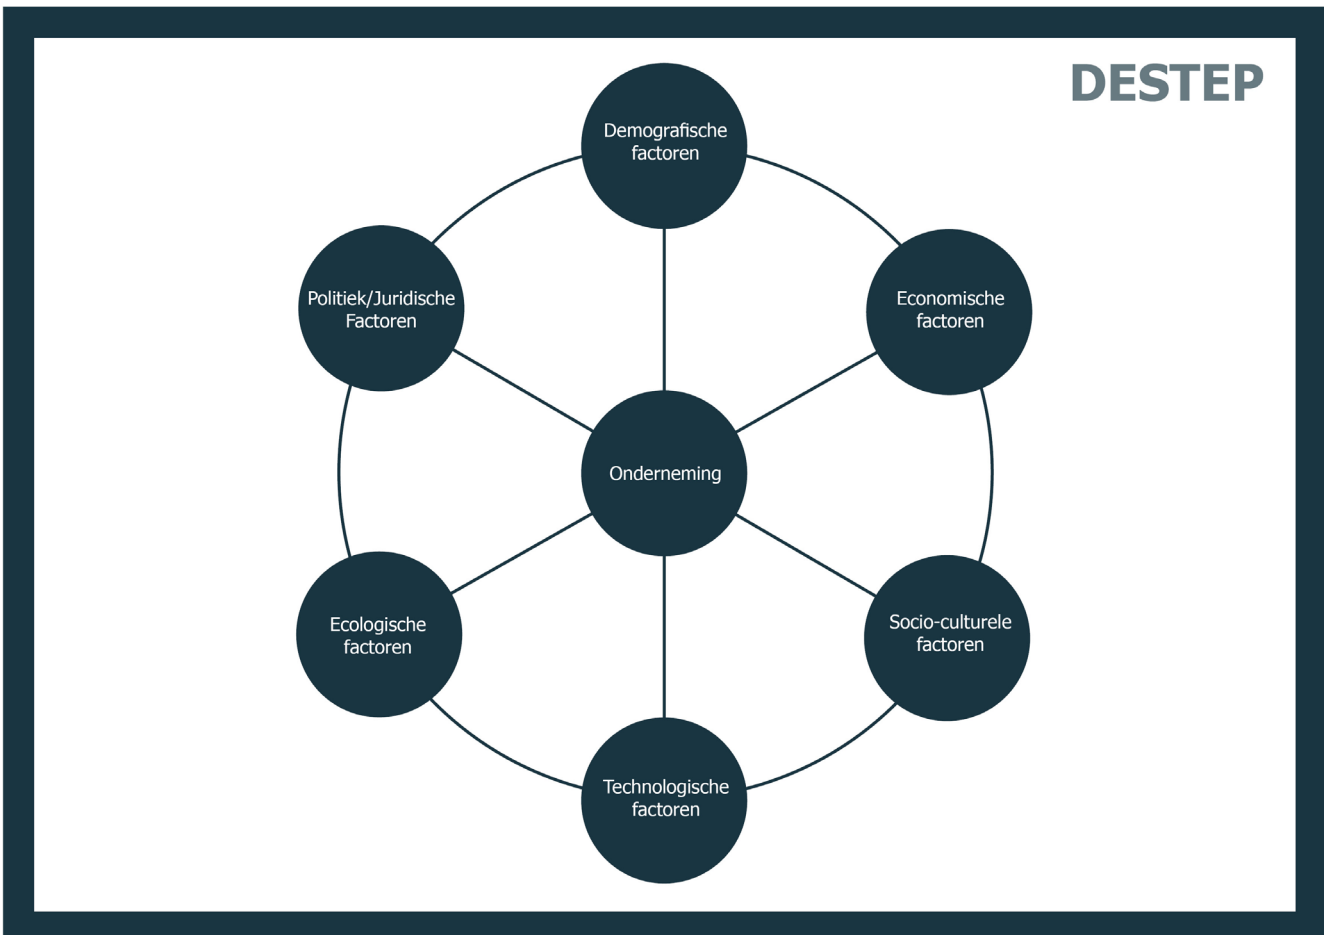 DESTEP
Demografische
factoren
Politiek/Juridische
Factoren
Economische
factoren
Onderneming
Ecologische
factoren
Socio-culturele
factoren
Technologische
factoren